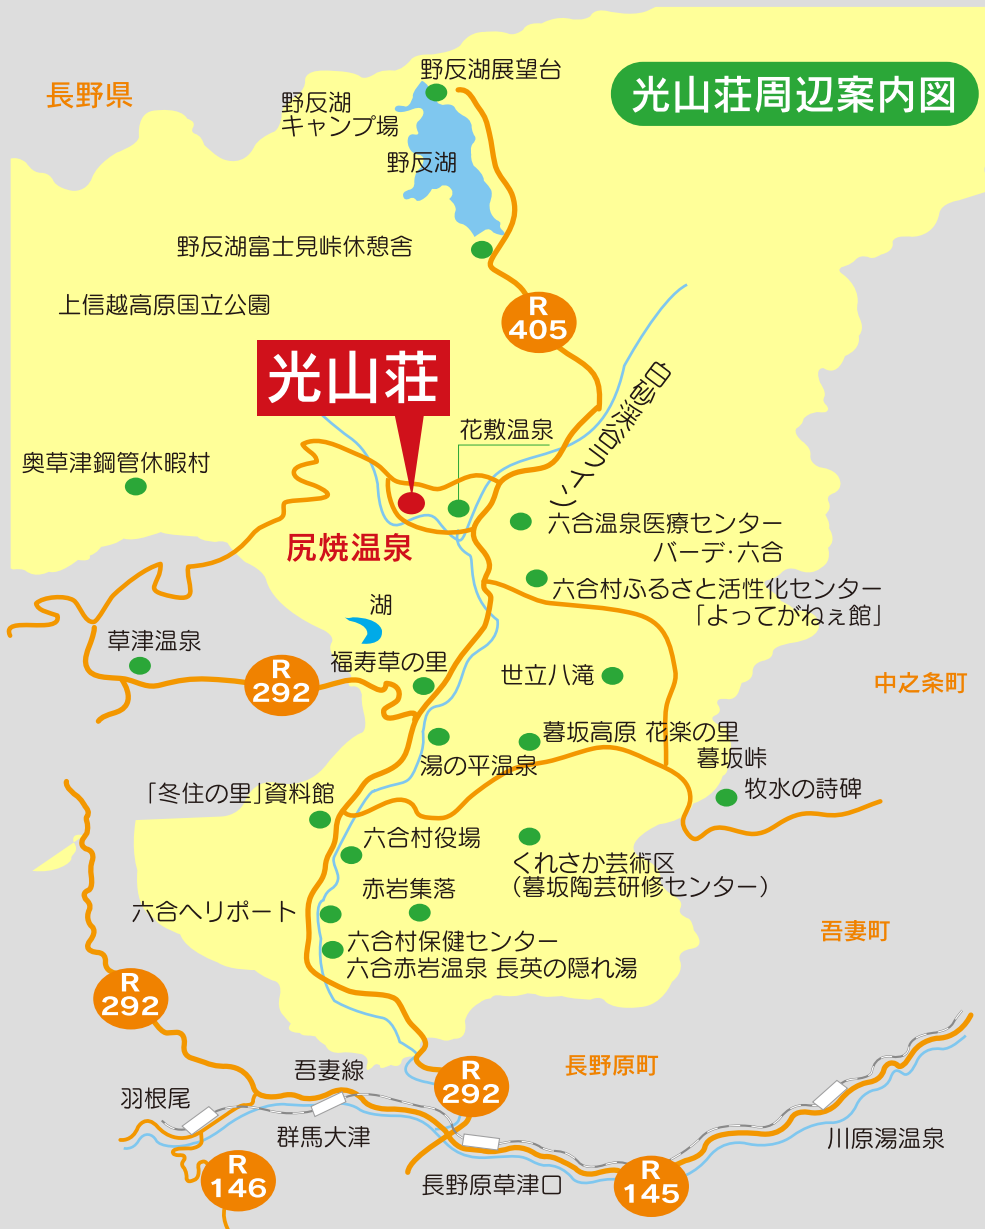 光山荘周辺案内図
長野県
野反湖展望台
野反湖
キャンプ場
野反湖
野反湖富士見峠休憩舎
上信越高原国立公園
R
405
光山荘
白砂渓谷ライン
花敷温泉
奥草津鋼管休暇村
六合温泉医療センター
バーデ・六合
尻焼温泉
六合村ふるさと活性化センター
「よってがねぇ館」
湖
草津温泉
福寿草の里
R
292
世立八滝
中之条町
暮坂高原 花楽の里
暮坂峠
湯の平温泉
牧水の詩碑
「冬住の里」資料館
六合村役場
くれさか芸術区
(暮坂陶芸研修センター)
赤岩集落
六合ヘリポート
吾妻町
六合村保健センター
六合赤岩温泉 長英の隠れ湯
R
292
吾妻線
長野原町
R
292
羽根尾
群馬大津
川原湯温泉
R
146
長野原草津口
R
145